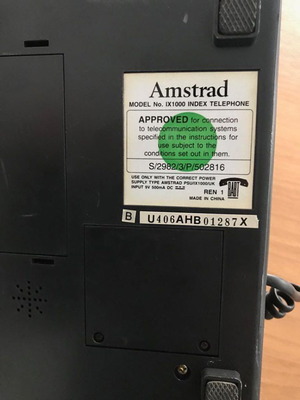 Amstrad
MODEL No. IX1000 INDEX TELEPHONE
APPROVED for connection
to telecommunication systems
specified in the instructions for
use subject to the
conditions set out in them.
S/2982/3/P/502816
USE ONLY WITH THE CORRECT POWER
SUPPLY TYPE AMSTRAD PSU/IX1000/UK
INPUT 9V 500mA DC
REN 1
MADE IN CHINA
B U406AHB01287X